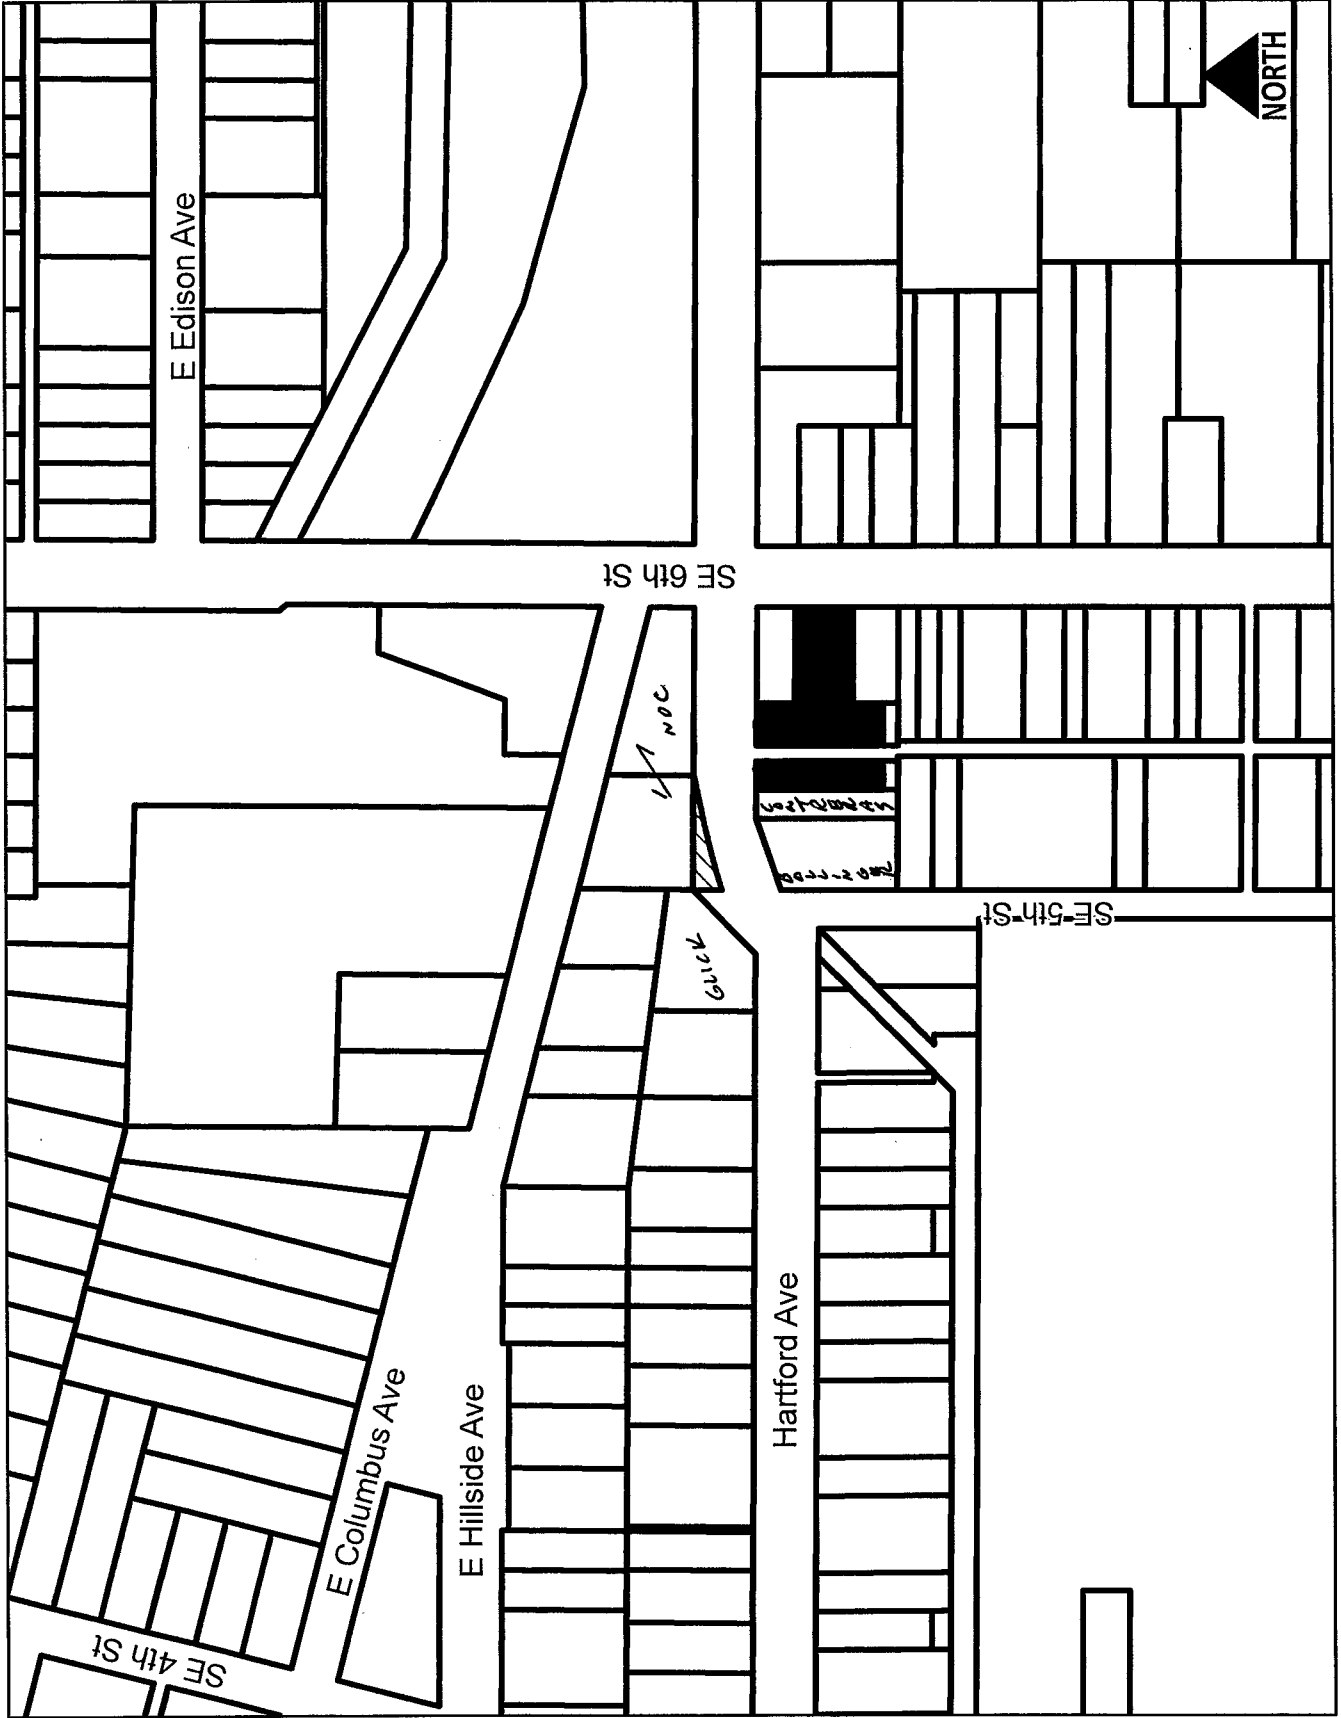 NORTH
E Edison Ave
SE 6th St
NOC
GLICK
SE 5th St
Hartford Ave
E Hillside Ave
E Columbus Ave
SE 4th St